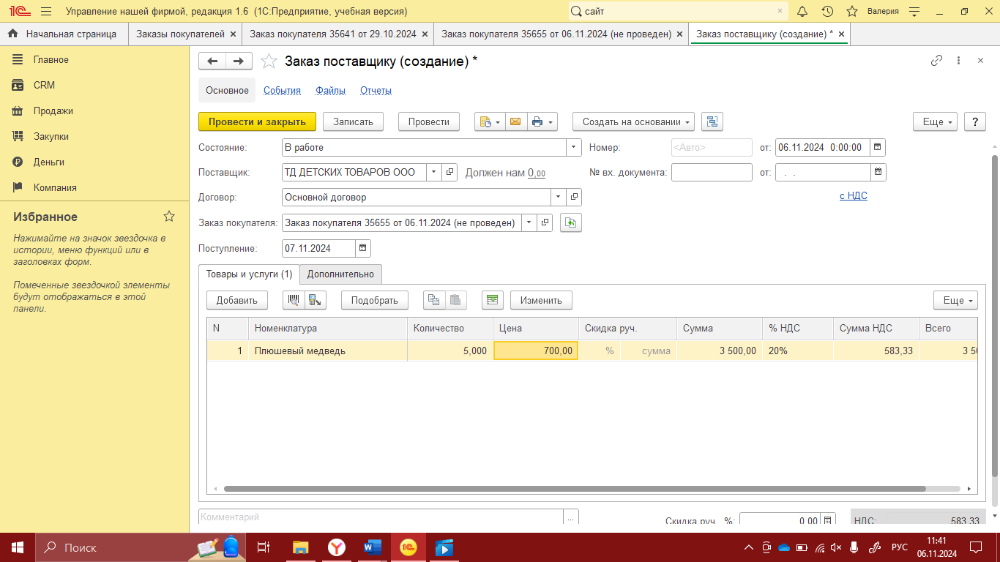 1С Управление нашей фирмой, редакция 1.6 (1С:Предприятие, учебная версия) сайт × Валерия
Начальная страница Заказы покупателей × Заказ покупателя 35641 от 29.10.2024 × Заказ покупателя 35655 от 06.11.2024 (не проведен) × Заказ поставщику (создание) * ×
Главное
CRM
Продажи
Закупки
Деньги
Компания
Избранное
Нажимайте на значок звездочка в
истории, меню функций или в
заголовках форм.
Помеченные звездочкой элементы
будут отображаться в этой
панели.
Заказ поставщику (создание) *
Основное События Файлы Отчеты
Провести и закрыть Записать Провести Создать на основании Еще ?
Состояние: В работе Номер: <Авто> от: 06.11.2024 0:00:00
Поставщик: ТД ДЕТСКИХ ТОВАРОВ ООО Должен нам 0,00 № вх. документа: от: . .
Договор: Основной договор с НДС
Заказ покупателя: Заказ покупателя 35655 от 06.11.2024 (не проведен)
Поступление: 07.11.2024
Товары и услуги (1) Дополнительно
Добавить Подобрать Изменить Еще
N Номенклатура Количество Цена Скидка руч. Сумма % НДС Сумма НДС Всего
1 Плюшевый медведь 5,000 700,00 % сумма 3 500,00 20% 583,33 3 50
Комментарий ... Скидка руч. %: 0,00 НДС: 583,33
Поиск РУС 11:41
06.11.2024